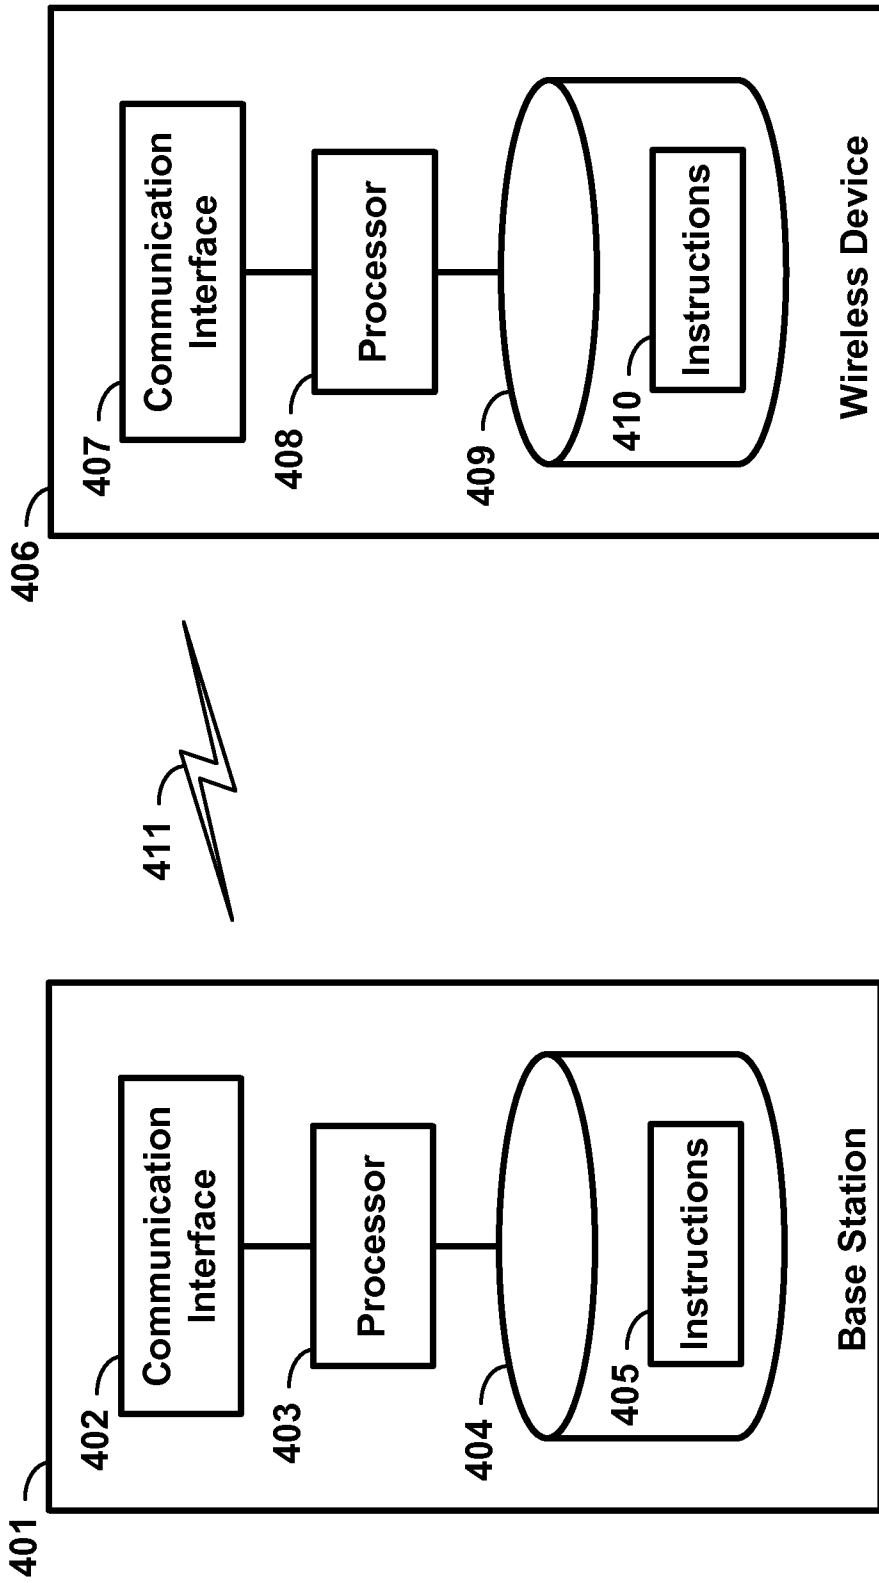 401
402
Communication
Interface
403
Processor
404
405
Instructions
Base Station
411
406
407
Communication
Interface
408
Processor
409
410
Instructions
Wireless Device